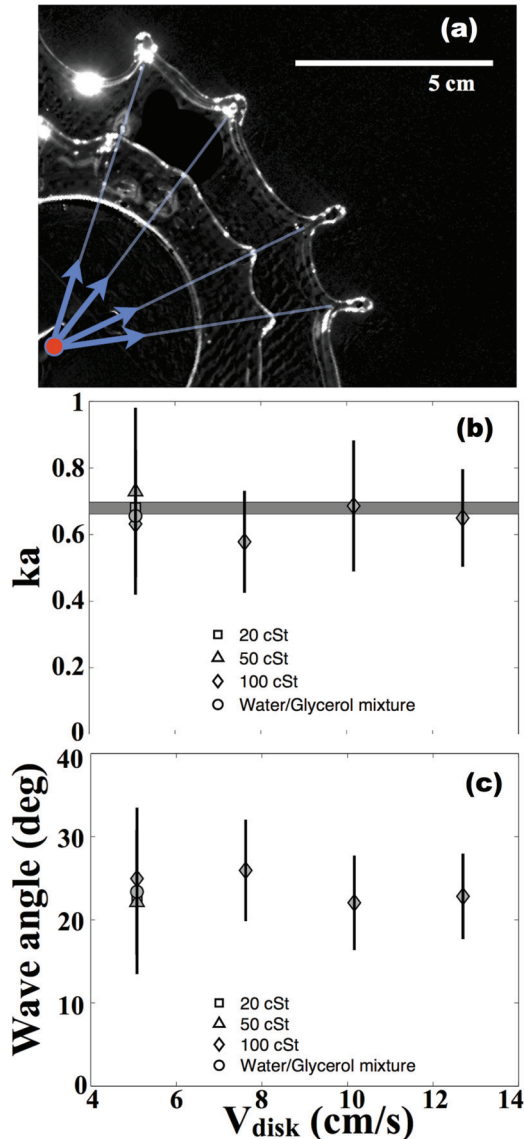 (a)
5 cm
(b)
ka
1
0.8
0.6
0.4
0.2
0
20 cSt
50 cSt
100 cSt
Water/Glycerol mixture
(c)
Wave angle (deg)
40
30
20
10
0
20 cSt
50 cSt
100 cSt
Water/Glycerol mixture
4 6 8 10 12 14
V_disk (cm/s)